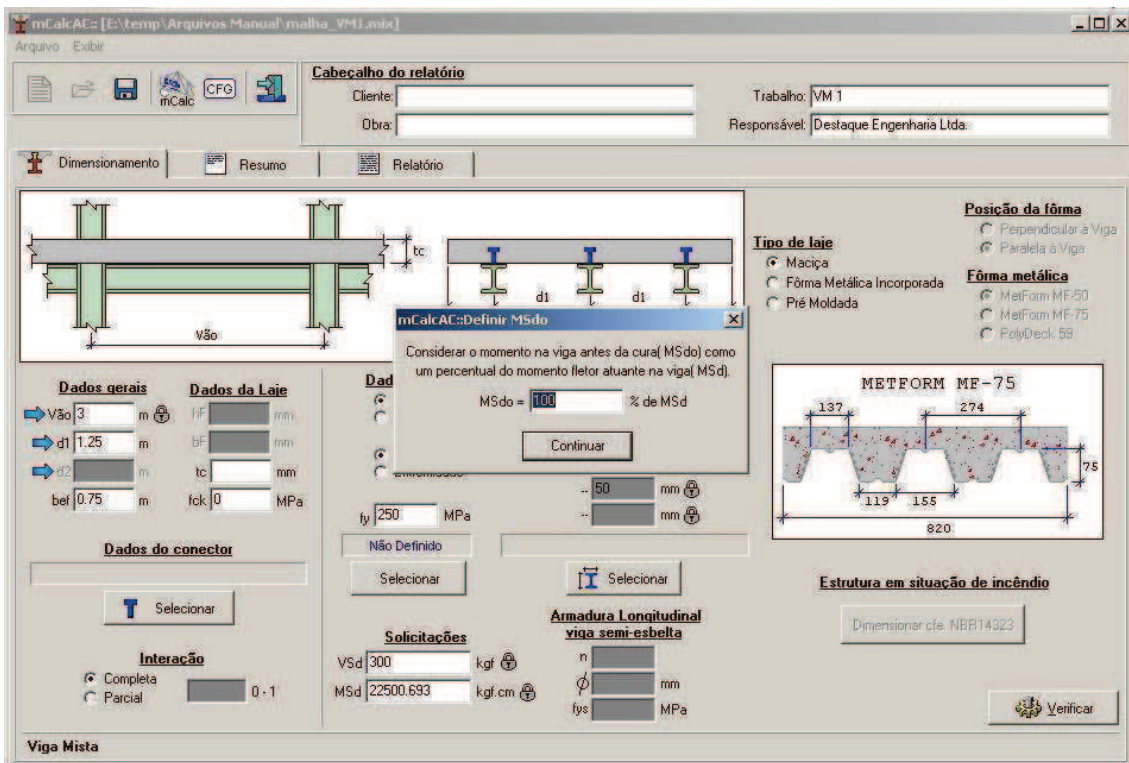 mCalcAC:: [E:\temp\Arquivos Manual\malha_VM1.mix]
Arquivo Exibir
mCalc
CFG
Cabeçalho do relatório
Cliente:
Trabalho: VM 1
Obra:
Responsável: Destaque Engenharia Ltda.
Dimensionamento
Resumo
Relatório
tc
Vão
d1
d1
Tipo de laje
Maciça
Fôrma Metálica Incorporada
Pré Moldada
Posição da fôrma
Perpendicular à Viga
Paralela à Viga
Fôrma metálica
MetForm MF-50
MetForm MF-75
PolyDeck 59
METFORM MF-75
137
274
75
119
155
820
mCalcAC::Definir MSdo
Considerar o momento na viga antes da cura( MSdo) como
um percentual do momento fletor atuante na viga( MSd).
MSdo = 100 % de MSd
Continuar
Dados gerais
Vão 3 m
d1 1.25 m
d2 m
bef 0.75 m
Dados da Laje
hF mm
bF mm
tc mm
fck 0 MPa
Dad
-- 50 mm
-- mm
fy 250 MPa
Não Definido
Selecionar
Selecionar
Dados do conector
Selecionar
Interação
Completa
Parcial
0 - 1
Solicitações
VSd 300 kgf
MSd 22500.693 kgf.cm
Armadura Longitudinal
viga semi-esbelta
n
ϕ mm
fys MPa
Estrutura em situação de incêndio
Dimensionar cfe. NBR14323
Verificar
Viga Mista